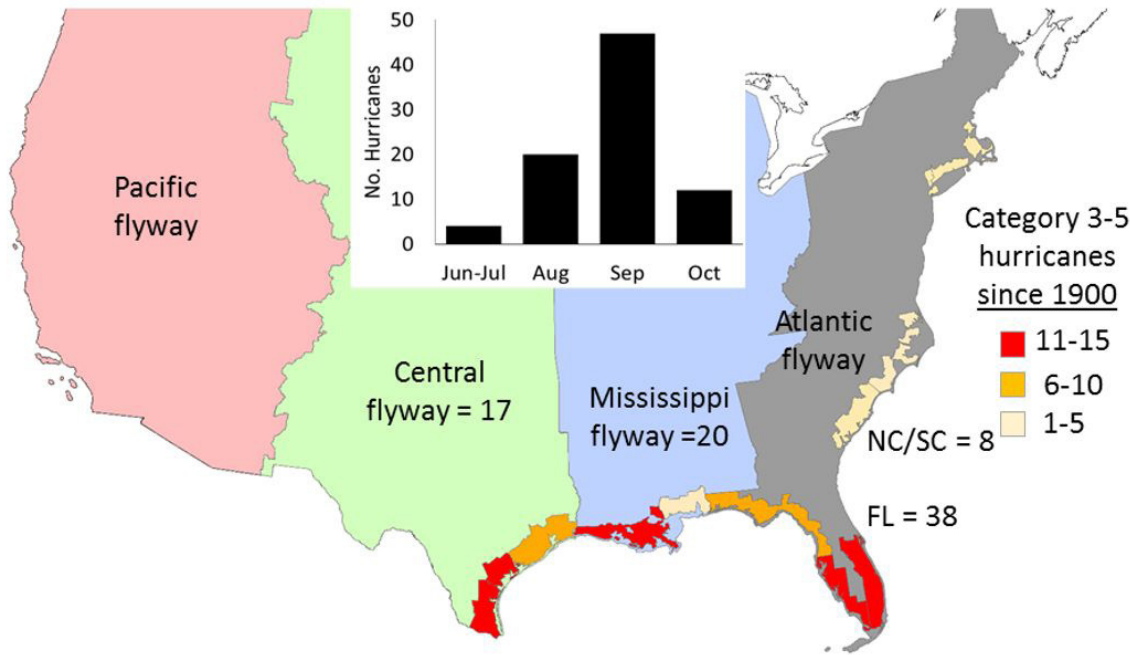 50
40
30
20
10
0
No. Hurricanes
Jun-Jul Aug Sep Oct
Pacific
flyway
Central
flyway = 17
Mississippi
flyway =20
Atlantic
flyway
NC/SC = 8
FL = 38
Category 3-5
hurricanes
since 1900
11-15
6-10
1-5